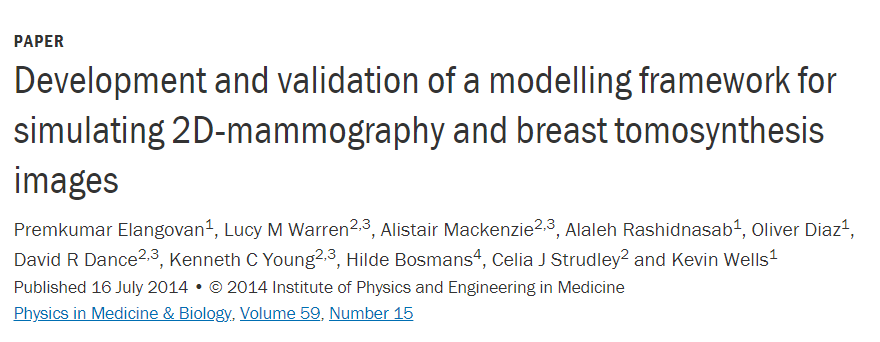 PAPER
Development and validation of a modelling framework for
simulating 2D-mammography and breast tomosynthesis
images
Premkumar Elangovan1, Lucy M Warren2,3, Alistair Mackenzie2,3, Alaleh Rashidnasab1, Oliver Diaz1,
David R Dance2,3, Kenneth C Young2,3, Hilde Bosmans4, Celia J Strudley2 and Kevin Wells1
Published 16 July 2014 • © 2014 Institute of Physics and Engineering in Medicine
Physics in Medicine & Biology, Volume 59, Number 15